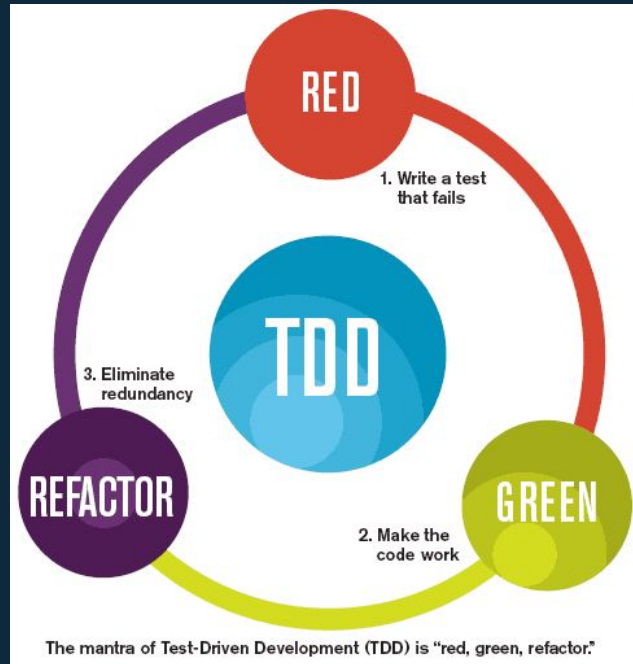 RED
1. Write a test
that fails
TDD
3. Eliminate
redundancy
REFACTOR
GREEN
2. Make the
code work
The mantra of Test-Driven Development (TDD) is “red, green, refactor.”